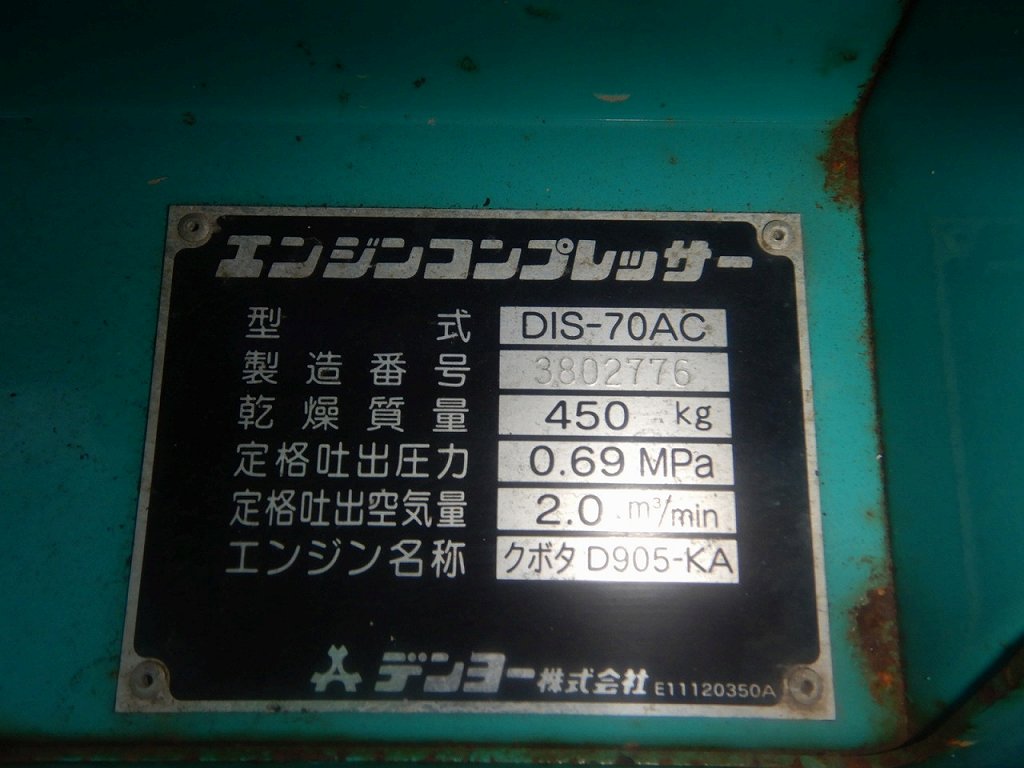 エンジンコンプレッサー
型式 DIS-70AC
製造番号 3802776
乾燥質量 450 kg
定格吐出圧力 0.69 MPa
定格吐出空気量 2.0 m³/min
エンジン名称 クボタ D905-KA
デンヨー株式会社 E11120350A